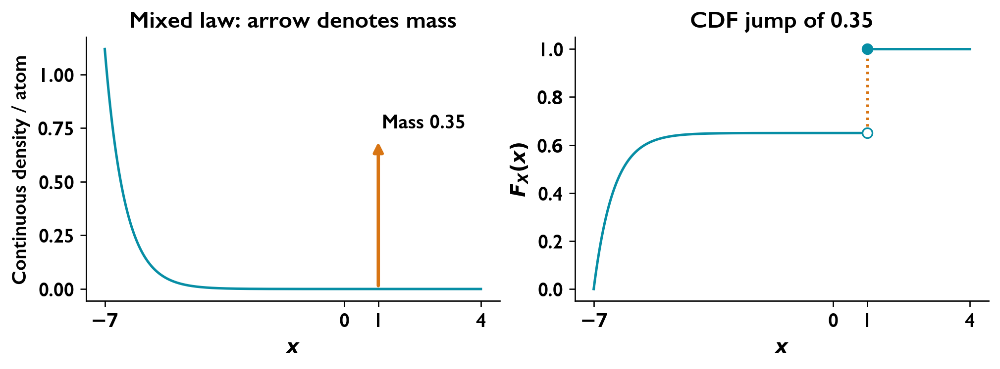 Mixed law: arrow denotes mass
Continuous density / atom
1.00
0.75
0.50
0.25
0.00
Mass 0.35
−7
0
1
4
x
CDF jump of 0.35
F_X(x)
1.0
0.8
0.6
0.4
0.2
0.0
−7
0
1
4
x